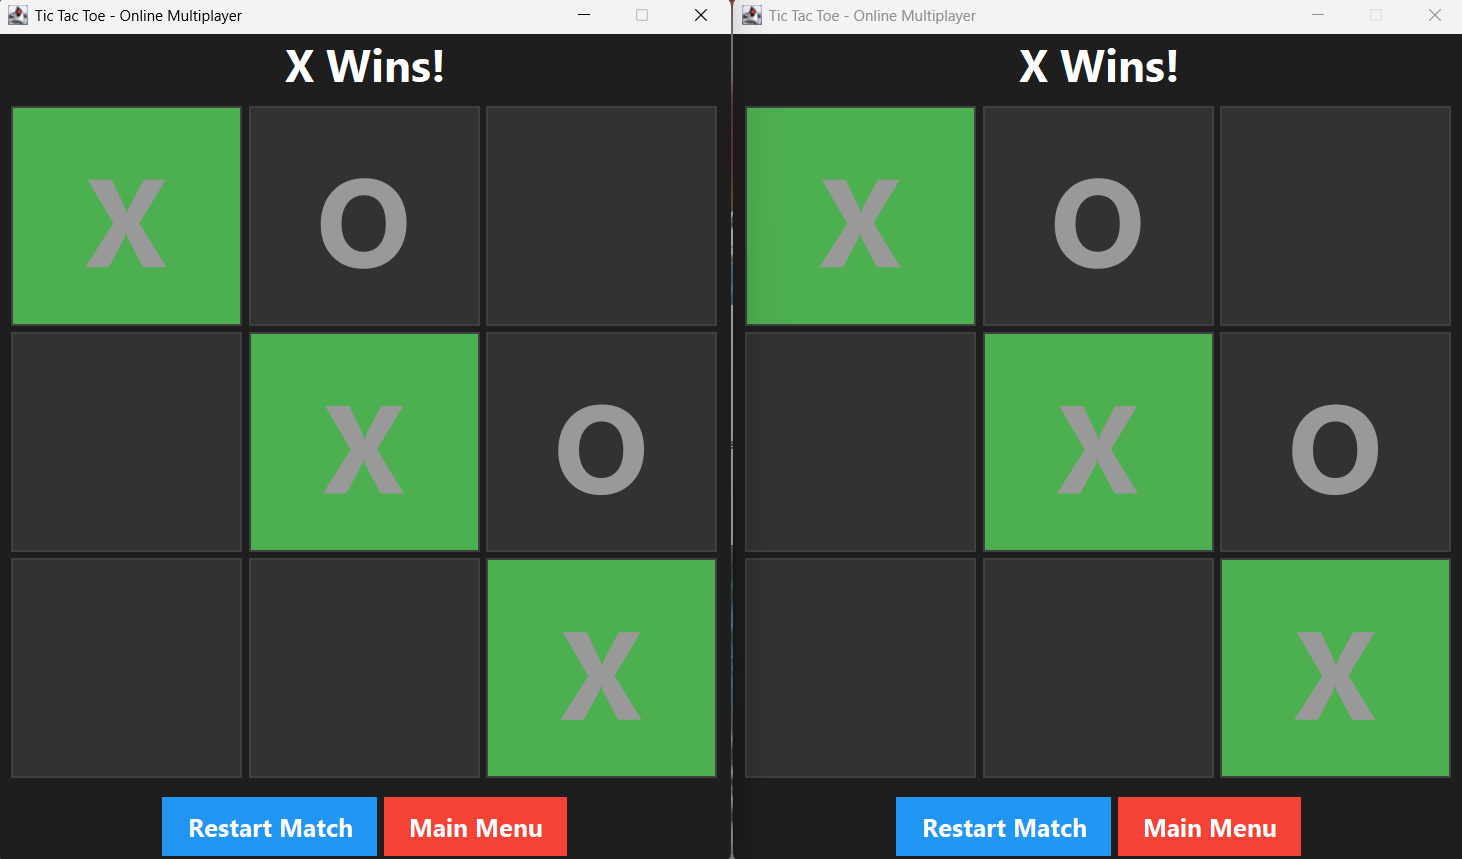 Tic Tac Toe - Online Multiplayer
X Wins!
X O
X O
X
Restart Match Main Menu
Tic Tac Toe - Online Multiplayer
X Wins!
X O
X O
X
Restart Match Main Menu